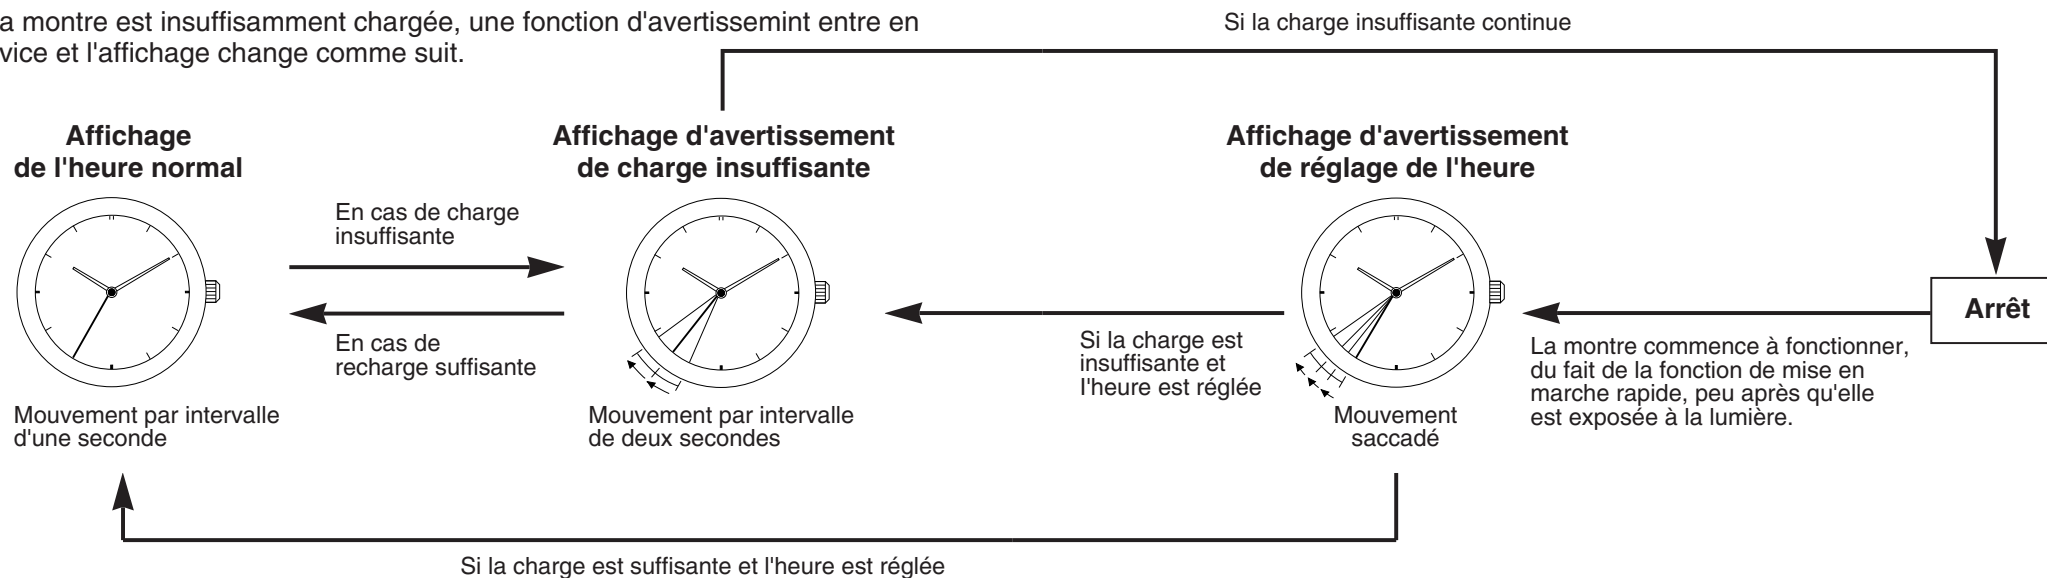 a montre est insuffisamment chargée, une fonction d'avertissemint entre en
vice et l'affichage change comme suit.
Si la charge insuffisante continue
Affichage
de l'heure normal
Affichage d'avertissement
de charge insuffisante
Affichage d'avertissement
de réglage de l'heure
En cas de charge
insuffisante
En cas de
recharge suffisante
Si la charge est
insuffisante et
l'heure est réglée
Arrêt
La montre commence à fonctionner,
du fait de la fonction de mise en
marche rapide, peu après qu'elle
est exposée à la lumière.
Mouvement par intervalle
d'une seconde
Mouvement par intervalle
de deux secondes
Mouvement
saccadé
Si la charge est suffisante et l'heure est réglée